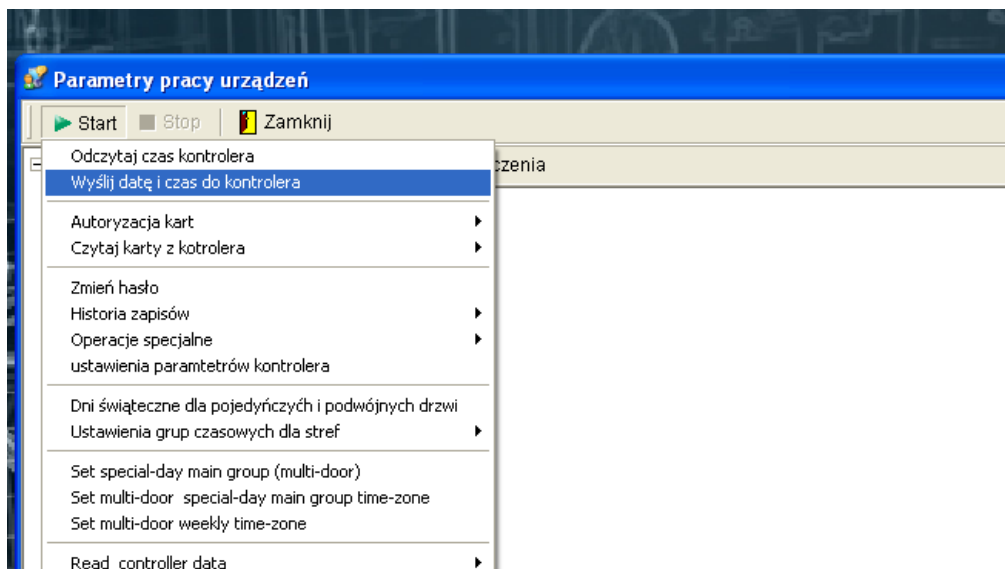 Parametry pracy urządzeń
Start Stop Zamknij
Odczytaj czas kontrolera
Wyślij datę i czas do kontrolera
Autoryzacja kart
Czytaj karty z kotrolera
Zmień hasło
Historia zapisów
Operacje specjalne
ustawienia paramtetrów kontrolera
Dni świąteczne dla pojedyńczyćh i podwójnych drzwi
Ustawienia grup czasowych dla stref
Set special-day main group (multi-door)
Set multi-door special-day main group time-zone
Set multi-door weekly time-zone
Read controller data
czenia